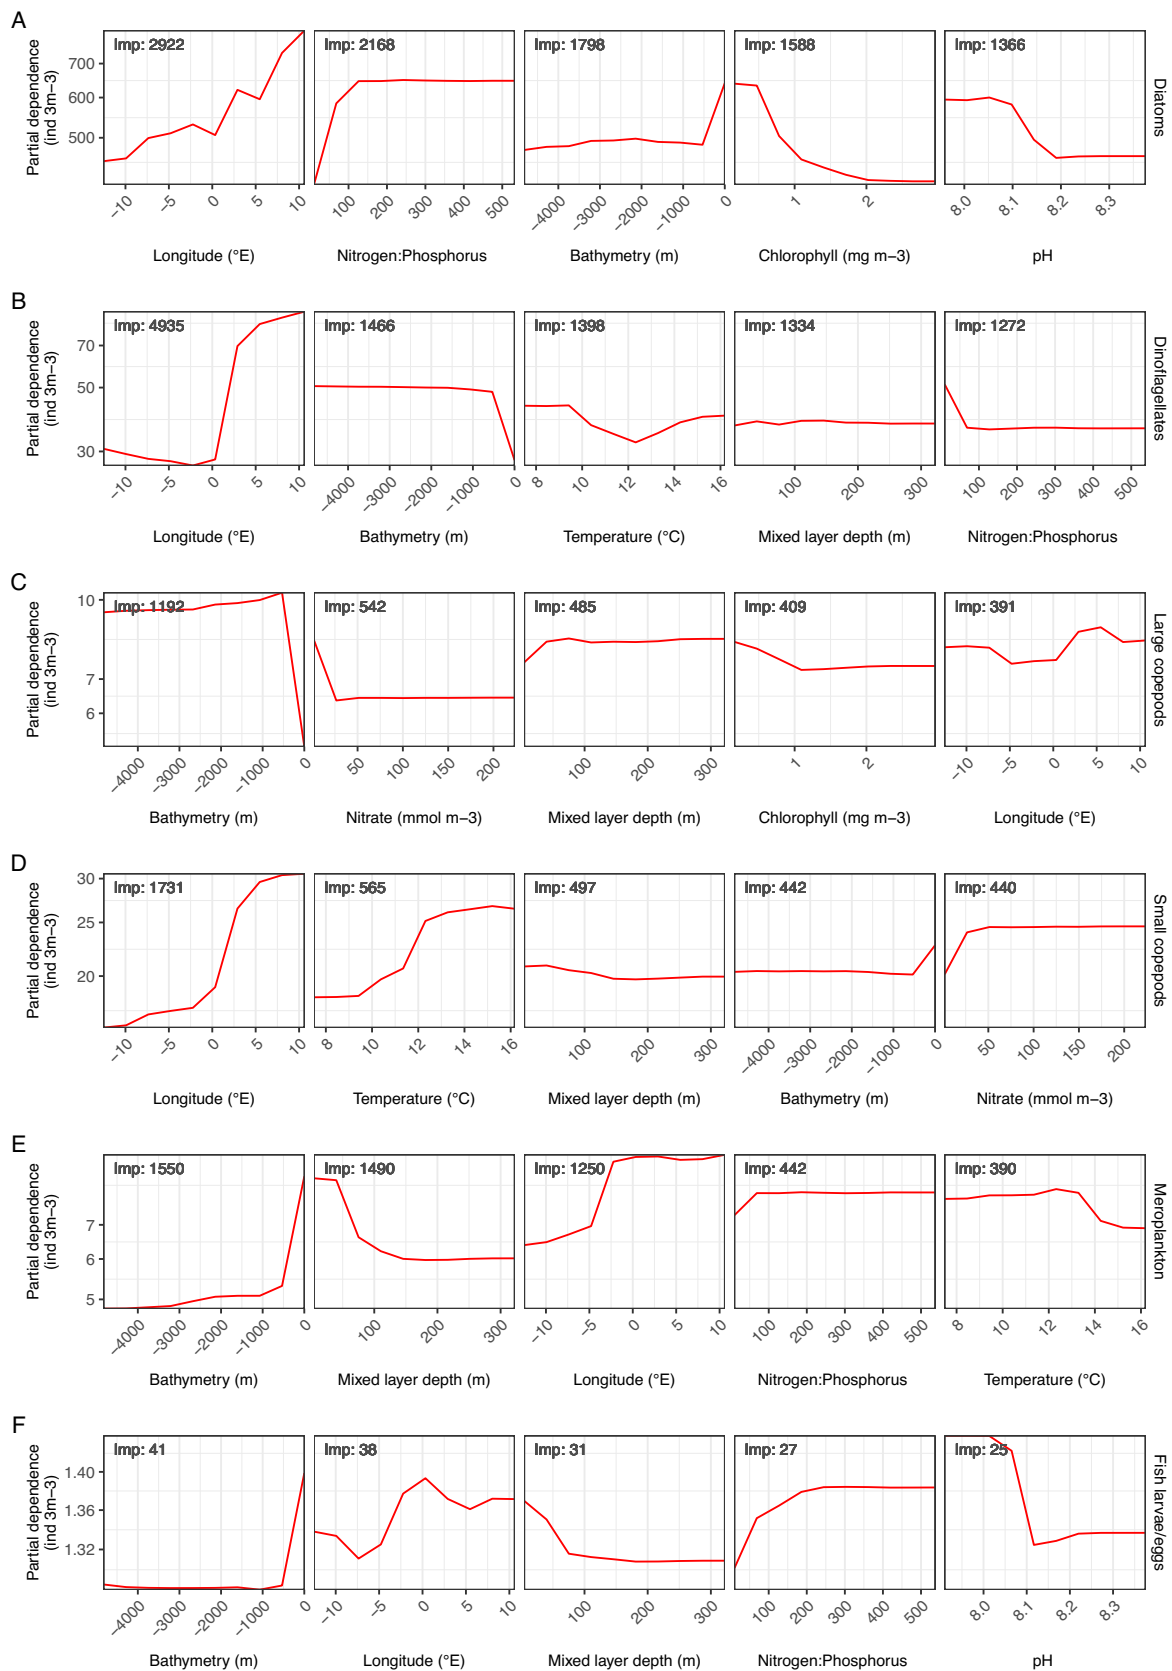 A
Partial dependence
(ind 3m−3)
700
600
500
Imp: 2922
Imp: 2168
Imp: 1798
Imp: 1588
Imp: 1366
Diatoms
−10 −5 0 5 10
100 200 300 400 500
−4000 −3000 −2000 −1000 0
1 2
8.0 8.1 8.2 8.3
Longitude (°E)
Nitrogen:Phosphorus
Bathymetry (m)
Chlorophyll (mg m−3)
pH
B
Partial dependence
(ind 3m−3)
70
50
30
Imp: 4935
Imp: 1466
Imp: 1398
Imp: 1334
Imp: 1272
Dinoflagellates
−10 −5 0 5 10
−4000 −3000 −2000 −1000 0
8 10 12 14 16
100 200 300
100 200 300 400 500
Longitude (°E)
Bathymetry (m)
Temperature (°C)
Mixed layer depth (m)
Nitrogen:Phosphorus
C
Partial dependence
(ind 3m−3)
10
7
6
Imp: 1192
Imp: 542
Imp: 485
Imp: 409
Imp: 391
Large copepods
−4000 −3000 −2000 −1000 0
50 100 150 200
100 200 300
1 2
−10 −5 0 5 10
Bathymetry (m)
Nitrate (mmol m−3)
Mixed layer depth (m)
Chlorophyll (mg m−3)
Longitude (°E)
D
Partial dependence
(ind 3m−3)
30
25
20
Imp: 1731
Imp: 565
Imp: 497
Imp: 442
Imp: 440
Small copepods
−10 −5 0 5 10
8 10 12 14 16
100 200 300
−4000 −3000 −2000 −1000 0
50 100 150 200
Longitude (°E)
Temperature (°C)
Mixed layer depth (m)
Bathymetry (m)
Nitrate (mmol m−3)
E
Partial dependence
(ind 3m−3)
7
6
5
Imp: 1550
Imp: 1490
Imp: 1250
Imp: 442
Imp: 390
Meroplankton
−4000 −3000 −2000 −1000 0
100 200 300
−10 −5 0 5 10
100 200 300 400 500
8 10 12 14 16
Bathymetry (m)
Mixed layer depth (m)
Longitude (°E)
Nitrogen:Phosphorus
Temperature (°C)
F
Partial dependence
(ind 3m−3)
1.40
1.36
1.32
Imp: 41
Imp: 38
Imp: 31
Imp: 27
Imp: 25
Fish larvae/eggs
−4000 −3000 −2000 −1000 0
−10 −5 0 5 10
100 200 300
100 200 300 400 500
8.0 8.1 8.2 8.3
Bathymetry (m)
Longitude (°E)
Mixed layer depth (m)
Nitrogen:Phosphorus
pH